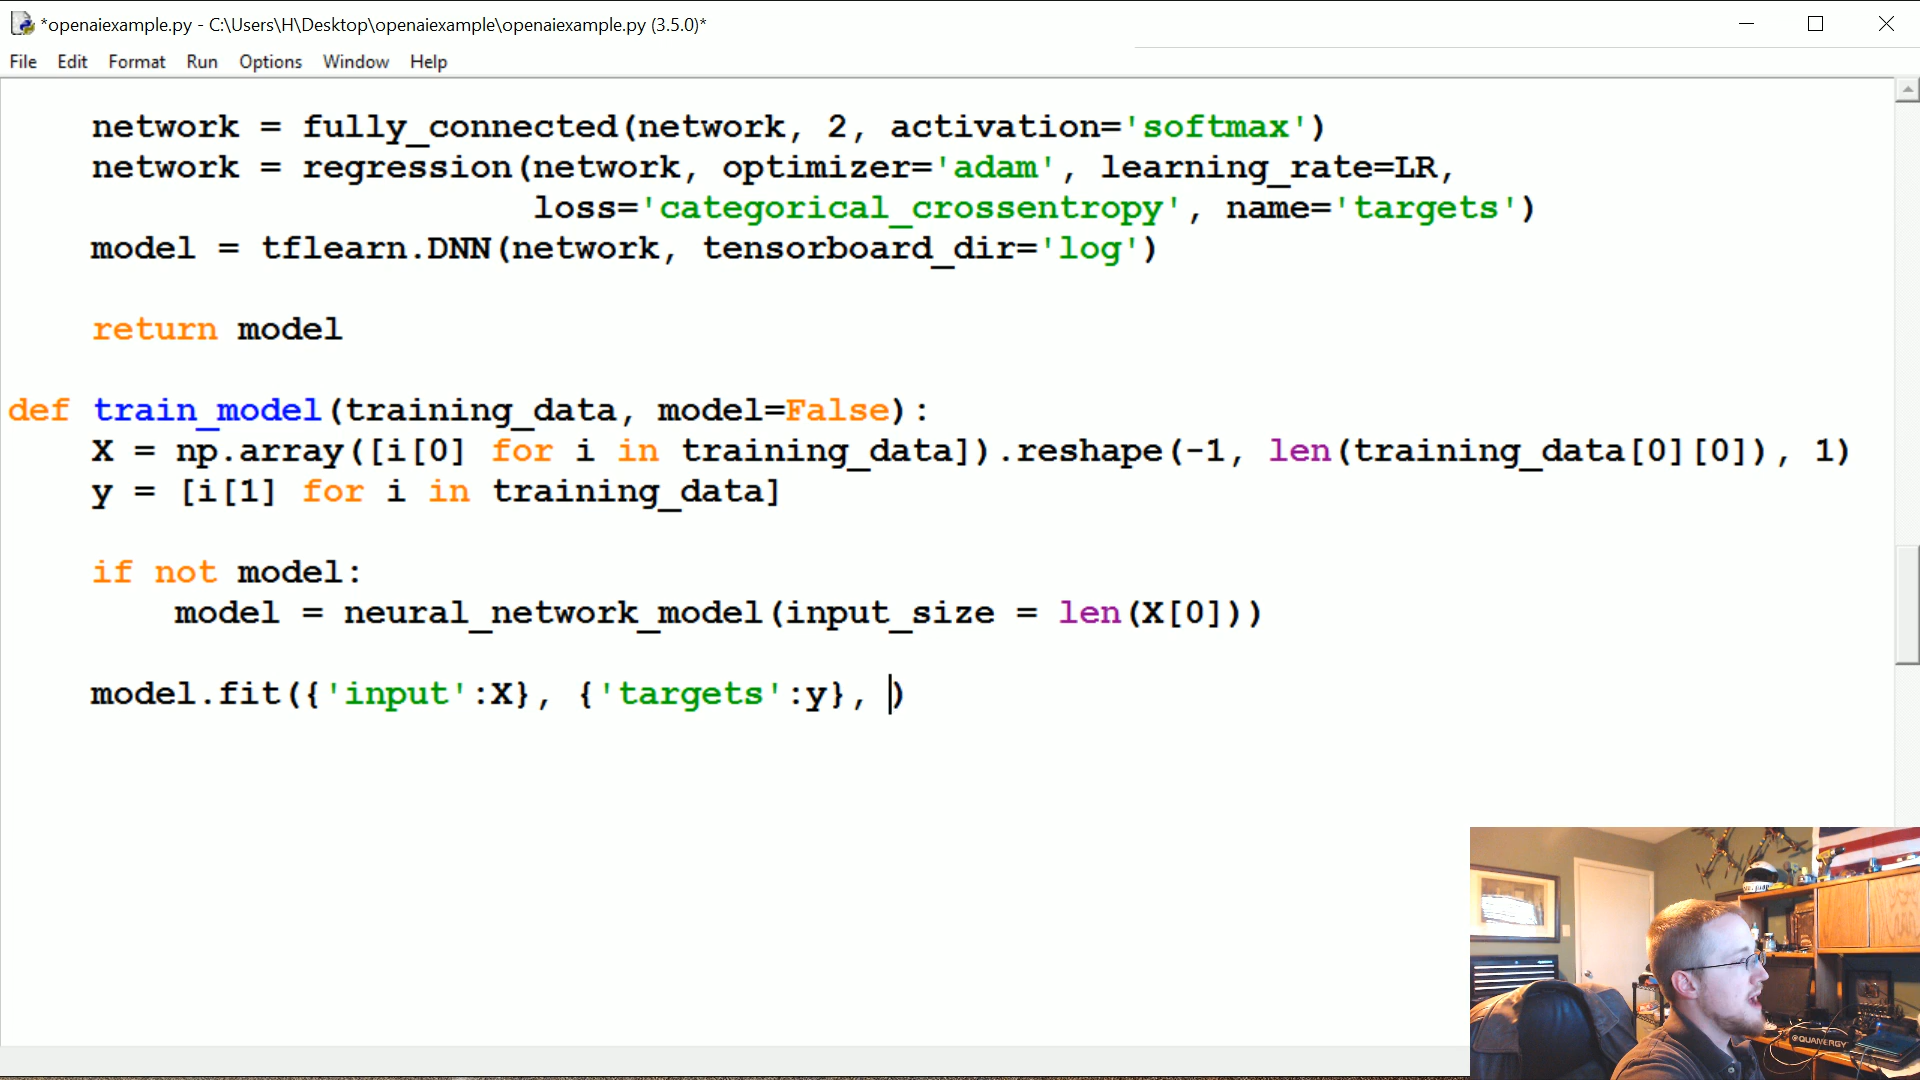 *openaiexample.py - C:\Users\H\Desktop\openaiexample\openaiexample.py (3.5.0)*
File Edit Format Run Options Window Help
network = fully_connected(network, 2, activation='softmax')
network = regression(network, optimizer='adam', learning_rate=LR,
loss='categorical_crossentropy', name='targets')
model = tflearn.DNN(network, tensorboard_dir='log')
return model
def train_model(training_data, model=False):
X = np.array([i[0] for i in training_data]).reshape(-1, len(training_data[0][0]), 1)
y = [i[1] for i in training_data]
if not model:
model = neural_network_model(input_size = len(X[0]))
model.fit({'input':X}, {'targets':y}, )
QUANERGY